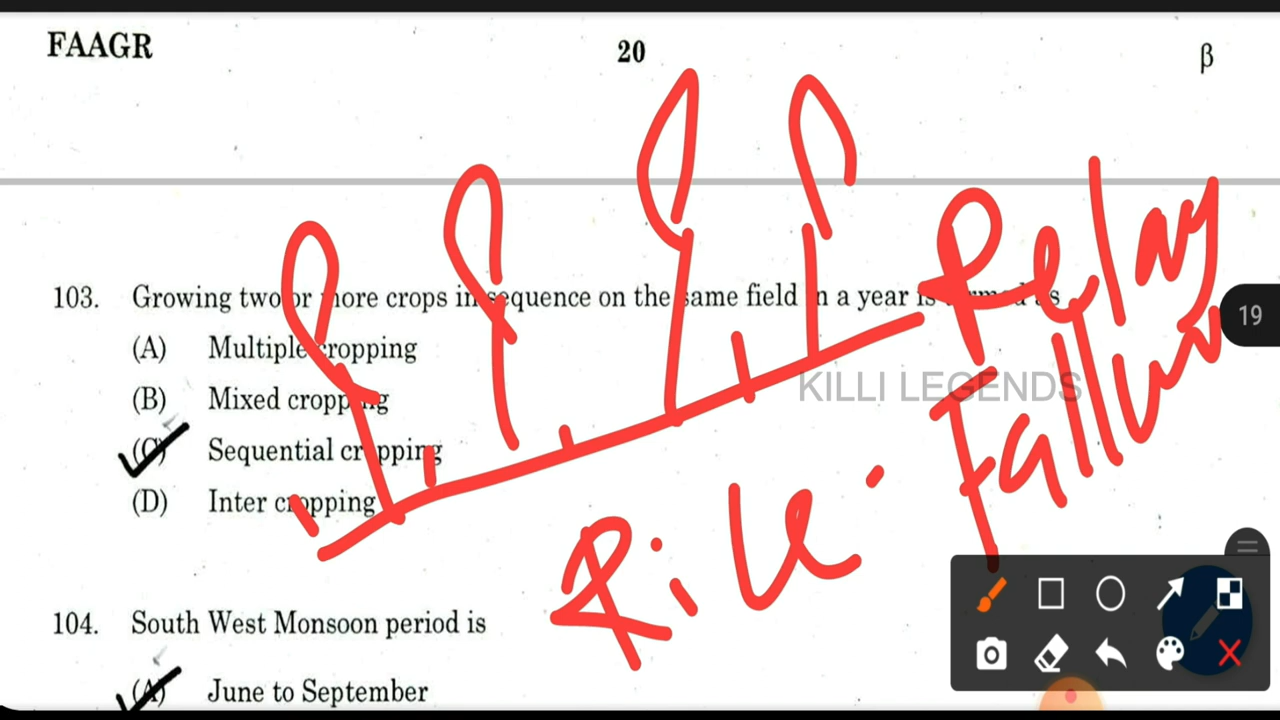 FAAGR 20 β
103. Growing two or more crops in sequence on the same field in a year is termed as
(A) Multiple cropping
(B) Mixed cropping
(C) Sequential cropping
(D) Inter cropping
104. South West Monsoon period is
(A) June to September
Relay
Fallow
Rice
KILLI LEGENDS
19